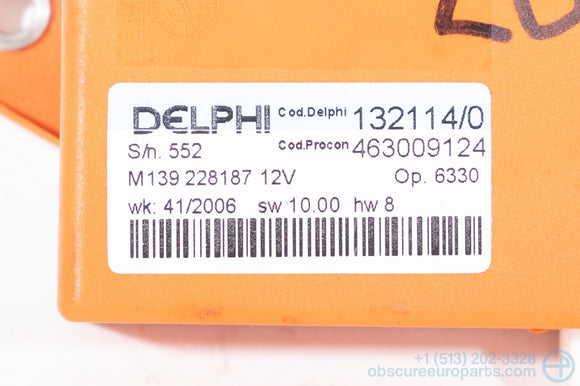 DELPHI Cod.Delphi 132114/0
S/n. 552 Cod.Procon 463009124
M139 228187 12V Op. 6330
wk: 41/2006 sw 10.00 hw 8
+1 (513) 202-3328
obscureeuroparts.com